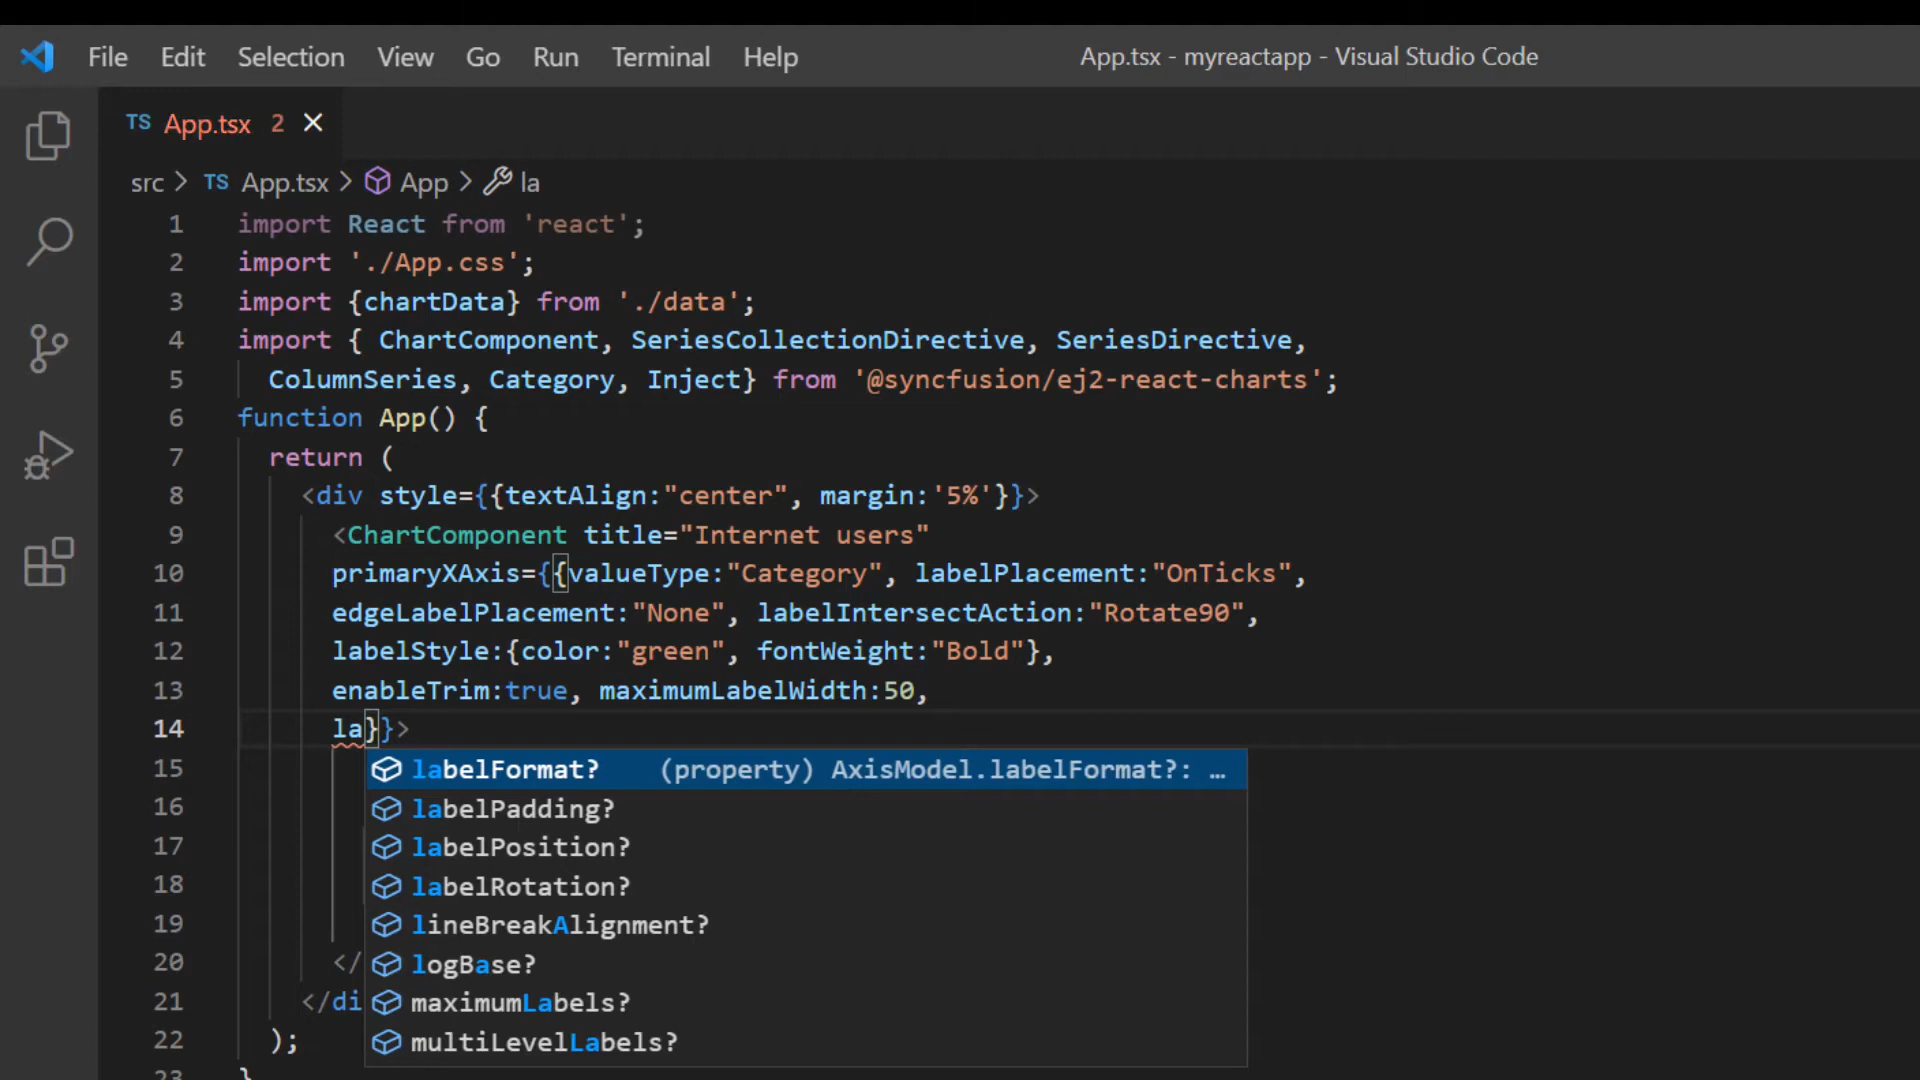 File Edit Selection View Go Run Terminal Help App.tsx - myreactapp - Visual Studio Code
TS App.tsx 2
src > TS App.tsx > App > la
1 import React from 'react';
2 import './App.css';
3 import {chartData} from './data';
4 import { ChartComponent, SeriesCollectionDirective, SeriesDirective,
5 ColumnSeries, Category, Inject} from '@syncfusion/ej2-react-charts';
6 function App() {
7 return (
8 <div style={{textAlign:"center", margin:'5%'}}>
9 <ChartComponent title="Internet users"
10 primaryXAxis={{valueType:"Category", labelPlacement:"OnTicks",
11 edgeLabelPlacement:"None", labelIntersectAction:"Rotate90",
12 labelStyle:{color:"green", fontWeight:"Bold"},
13 enableTrim:true, maximumLabelWidth:50,
14 la}}>
15 labelFormat? (property) AxisModel.labelFormat?: …
16 labelPadding?
17 labelPosition?
18 labelRotation?
19 lineBreakAlignment?
20 </ logBase?
21 </di maximumLabels?
22 ); multiLevelLabels?
23 }